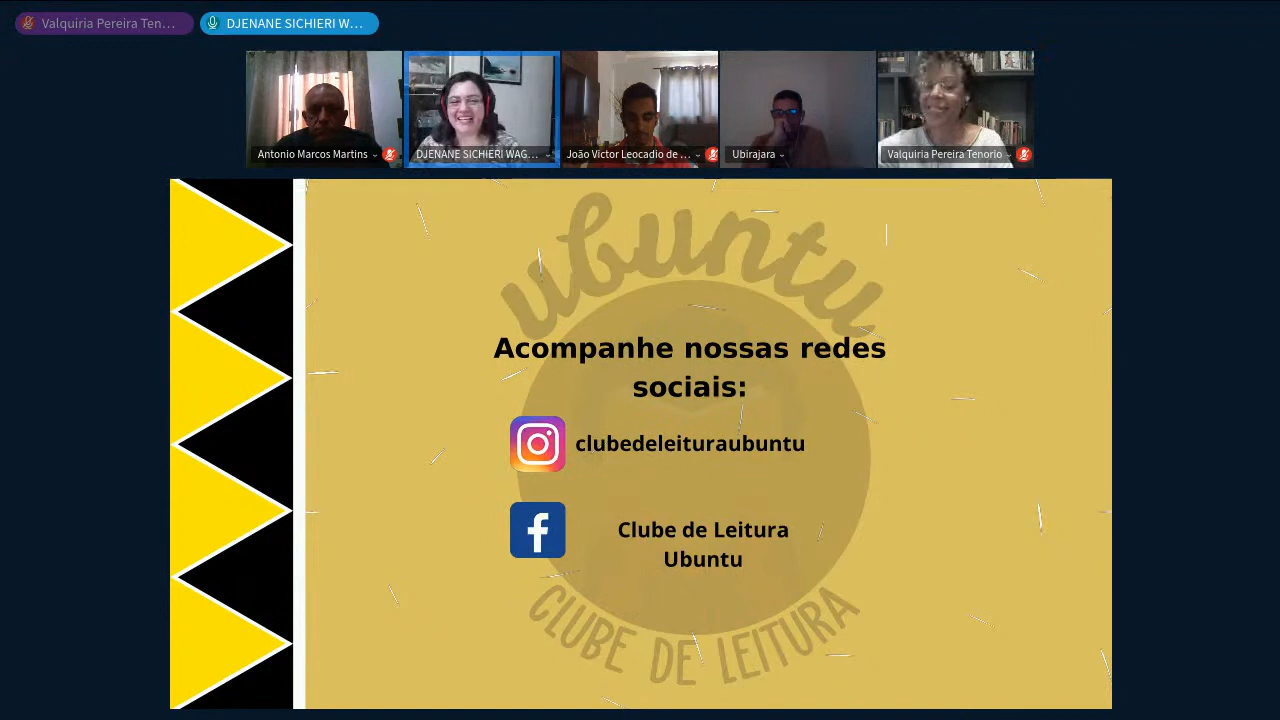 Valquiria Pereira Ten...
DJENANE SICHIERI W...
Antonio Marcos Martins
DJENANE SICHIERI WAG...
João Victor Leocadio de ...
Ubirajara
Valquiria Pereira Tenorio
ubuntu
Acompanhe nossas redes
sociais:
clubedeleituraubuntu
Clube de Leitura
Ubuntu
CLUBE DE LEITURA